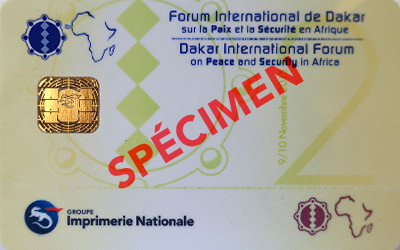 Forum International de Dakar
sur la Paix et la Sécurité en Afrique
Dakar International Forum
on Peace and Security in Africa
SPÉCIMEN
9/10 Novembre
2
GROUPE
Imprimerie Nationale